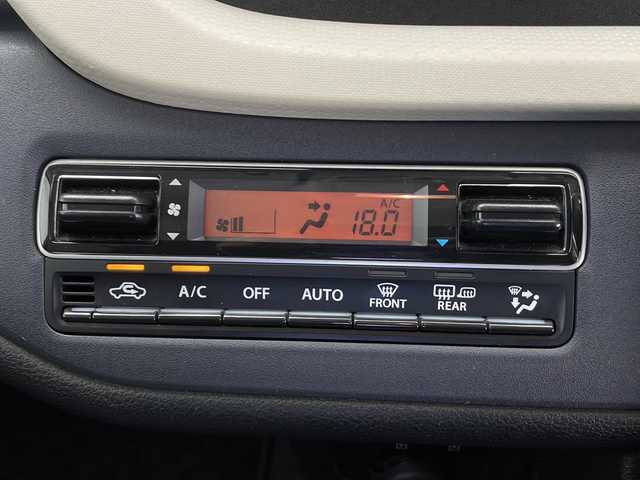 A/C
18.0
A/C
OFF
AUTO
FRONT
REAR